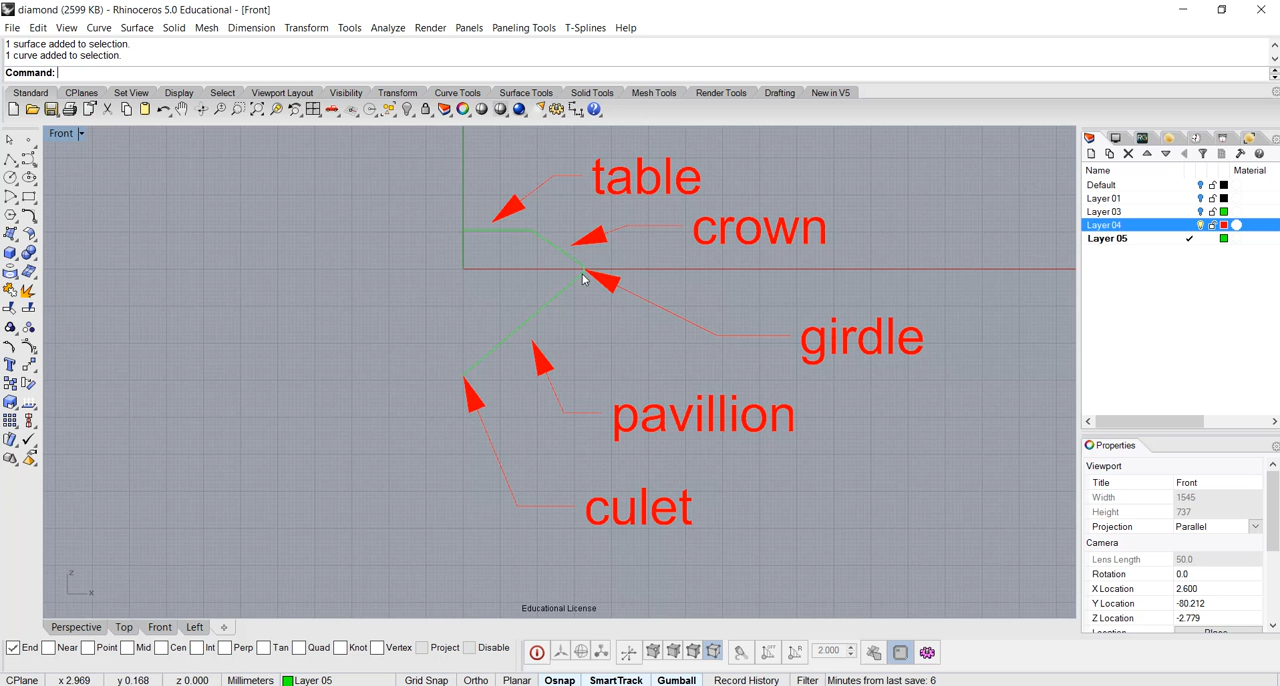 diamond (2599 KB) - Rhinoceros 5.0 Educational - [Front]
File Edit View Curve Surface Solid Mesh Dimension Transform Tools Analyze Render Panels Paneling Tools T-Splines Help
1 surface added to selection.
1 curve added to selection.
Command:
Standard CPlanes Set View Display Select Viewport Layout Visibility Transform Curve Tools Surface Tools Solid Tools Mesh Tools Render Tools Drafting New in V5
Front
table
crown
girdle
pavillion
culet
z
x
Educational License
Name Material
Default
Layer 01
Layer 03
Layer 04
Layer 05
Properties
Viewport
Title Front
Width 1545
Height 737
Projection Parallel
Camera
Lens Length 50.0
Rotation 0.0
X Location 2.600
Y Location -80.212
Z Location -2.779
Location Place...
Perspective Top Front Left
End Near Point Mid Cen Int Perp Tan Quad Knot Vertex Project Disable
2.000
CPlane x 2.969 y 0.168 z 0.000 Millimeters Layer 05 Grid Snap Ortho Planar Osnap SmartTrack Gumball Record History Filter Minutes from last save: 6